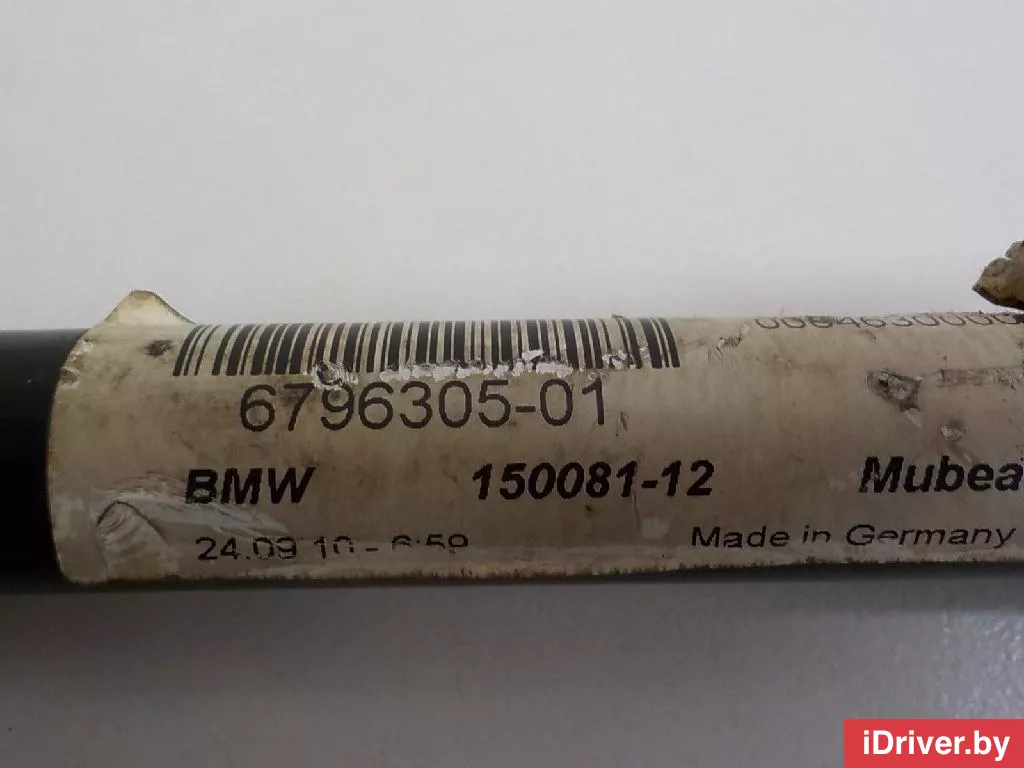 6796305-01
BMW 150081-12 Mubea
24.09.10 - 6:59 Made in Germany
iDriver.by